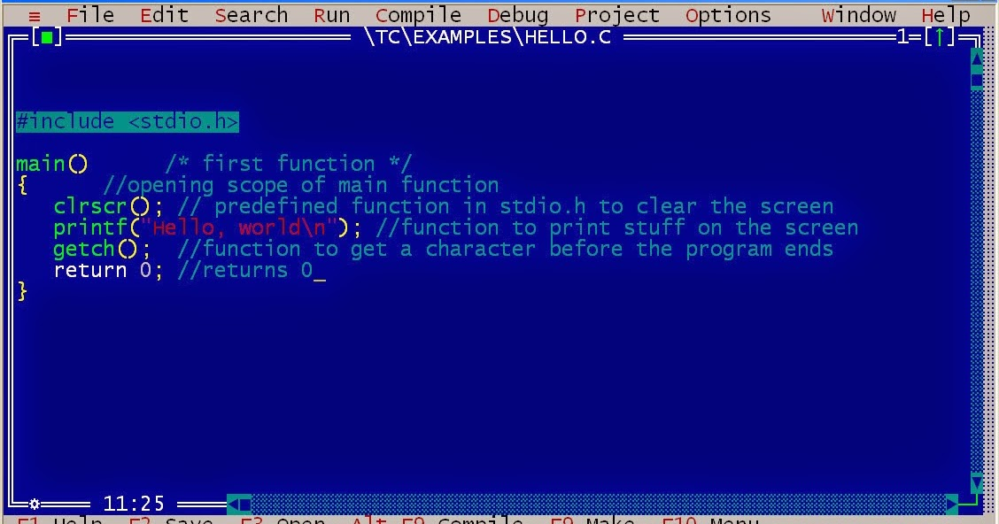 ≡ File Edit Search Run Compile Debug Project Options Window Help
[■] \TC\EXAMPLES\HELLO.C 1=[↑]
#include <stdio.h>
main() /* first function */
{ //opening scope of main function
clrscr(); // predefined function in stdio.h to clear the screen
printf("Hello, world\n"); //function to print stuff on the screen
getch(); //function to get a character before the program ends
return 0; //returns 0_
}
11:25
F1 Help F2 Save F3 Open Alt-F9 Compile F9 Make F10 Menu